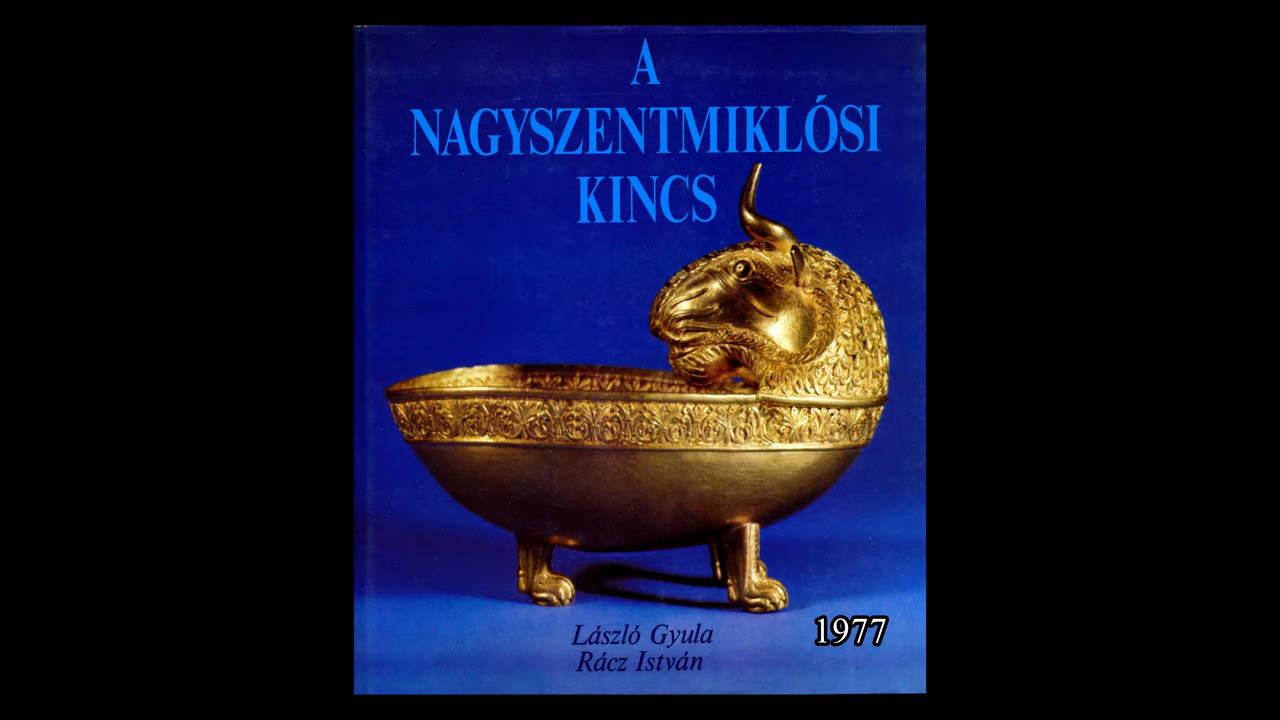 A
NAGYSZENTMIKLÓSI
KINCS
1977
László Gyula
Rácz István